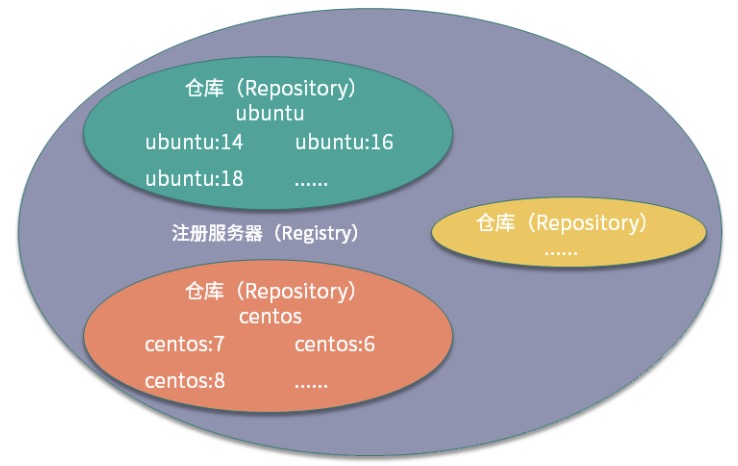 仓库（Repository）
ubuntu
ubuntu:14 ubuntu:16
ubuntu:18 ......
注册服务器（Registry）
仓库（Repository）
......
仓库（Repository）
centos
centos:7 centos:6
centos:8 ......